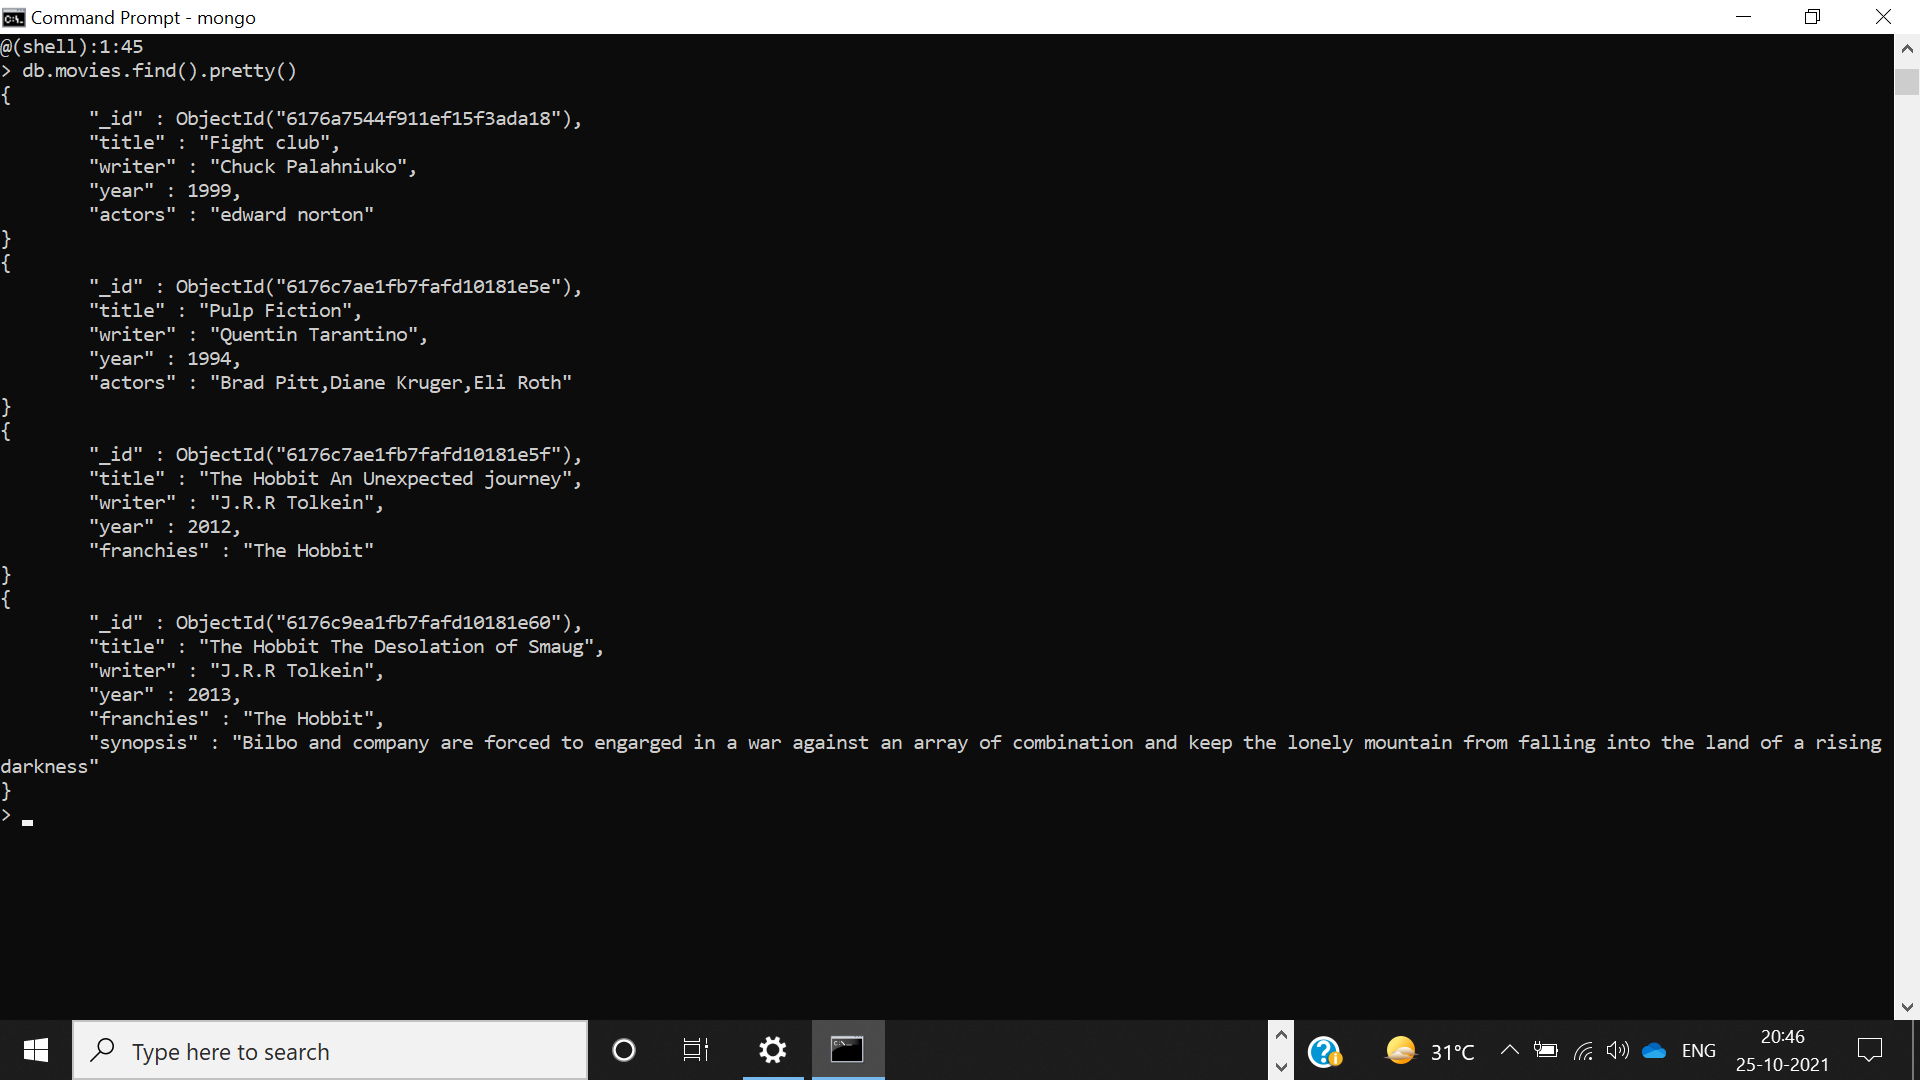 Command Prompt - mongo
@(shell):1:45
> db.movies.find().pretty()
{
"_id" : ObjectId("6176a7544f911ef15f3ada18"),
"title" : "Fight club",
"writer" : "Chuck Palahniuko",
"year" : 1999,
"actors" : "edward norton"
}
{
"_id" : ObjectId("6176c7ae1fb7fafd10181e5e"),
"title" : "Pulp Fiction",
"writer" : "Quentin Tarantino",
"year" : 1994,
"actors" : "Brad Pitt,Diane Kruger,Eli Roth"
}
{
"_id" : ObjectId("6176c7ae1fb7fafd10181e5f"),
"title" : "The Hobbit An Unexpected journey",
"writer" : "J.R.R Tolkein",
"year" : 2012,
"franchies" : "The Hobbit"
}
{
"_id" : ObjectId("6176c9ea1fb7fafd10181e60"),
"title" : "The Hobbit The Desolation of Smaug",
"writer" : "J.R.R Tolkein",
"year" : 2013,
"franchies" : "The Hobbit",
"synopsis" : "Bilbo and company are forced to engarged in a war against an array of combination and keep the lonely mountain from falling into the land of a rising
darkness"
}
>
Type here to search
31°C
ENG
20:46
25-10-2021